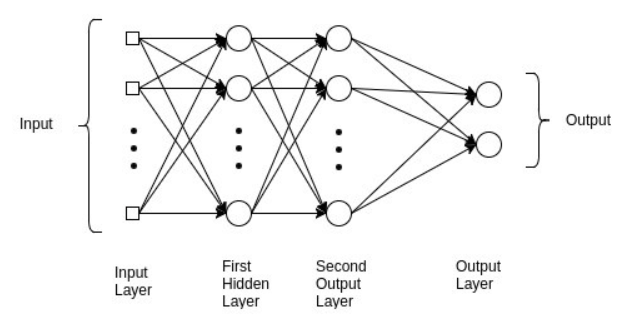 Input
Output
Input
Layer
First
Hidden
Layer
Second
Output
Layer
Output
Layer